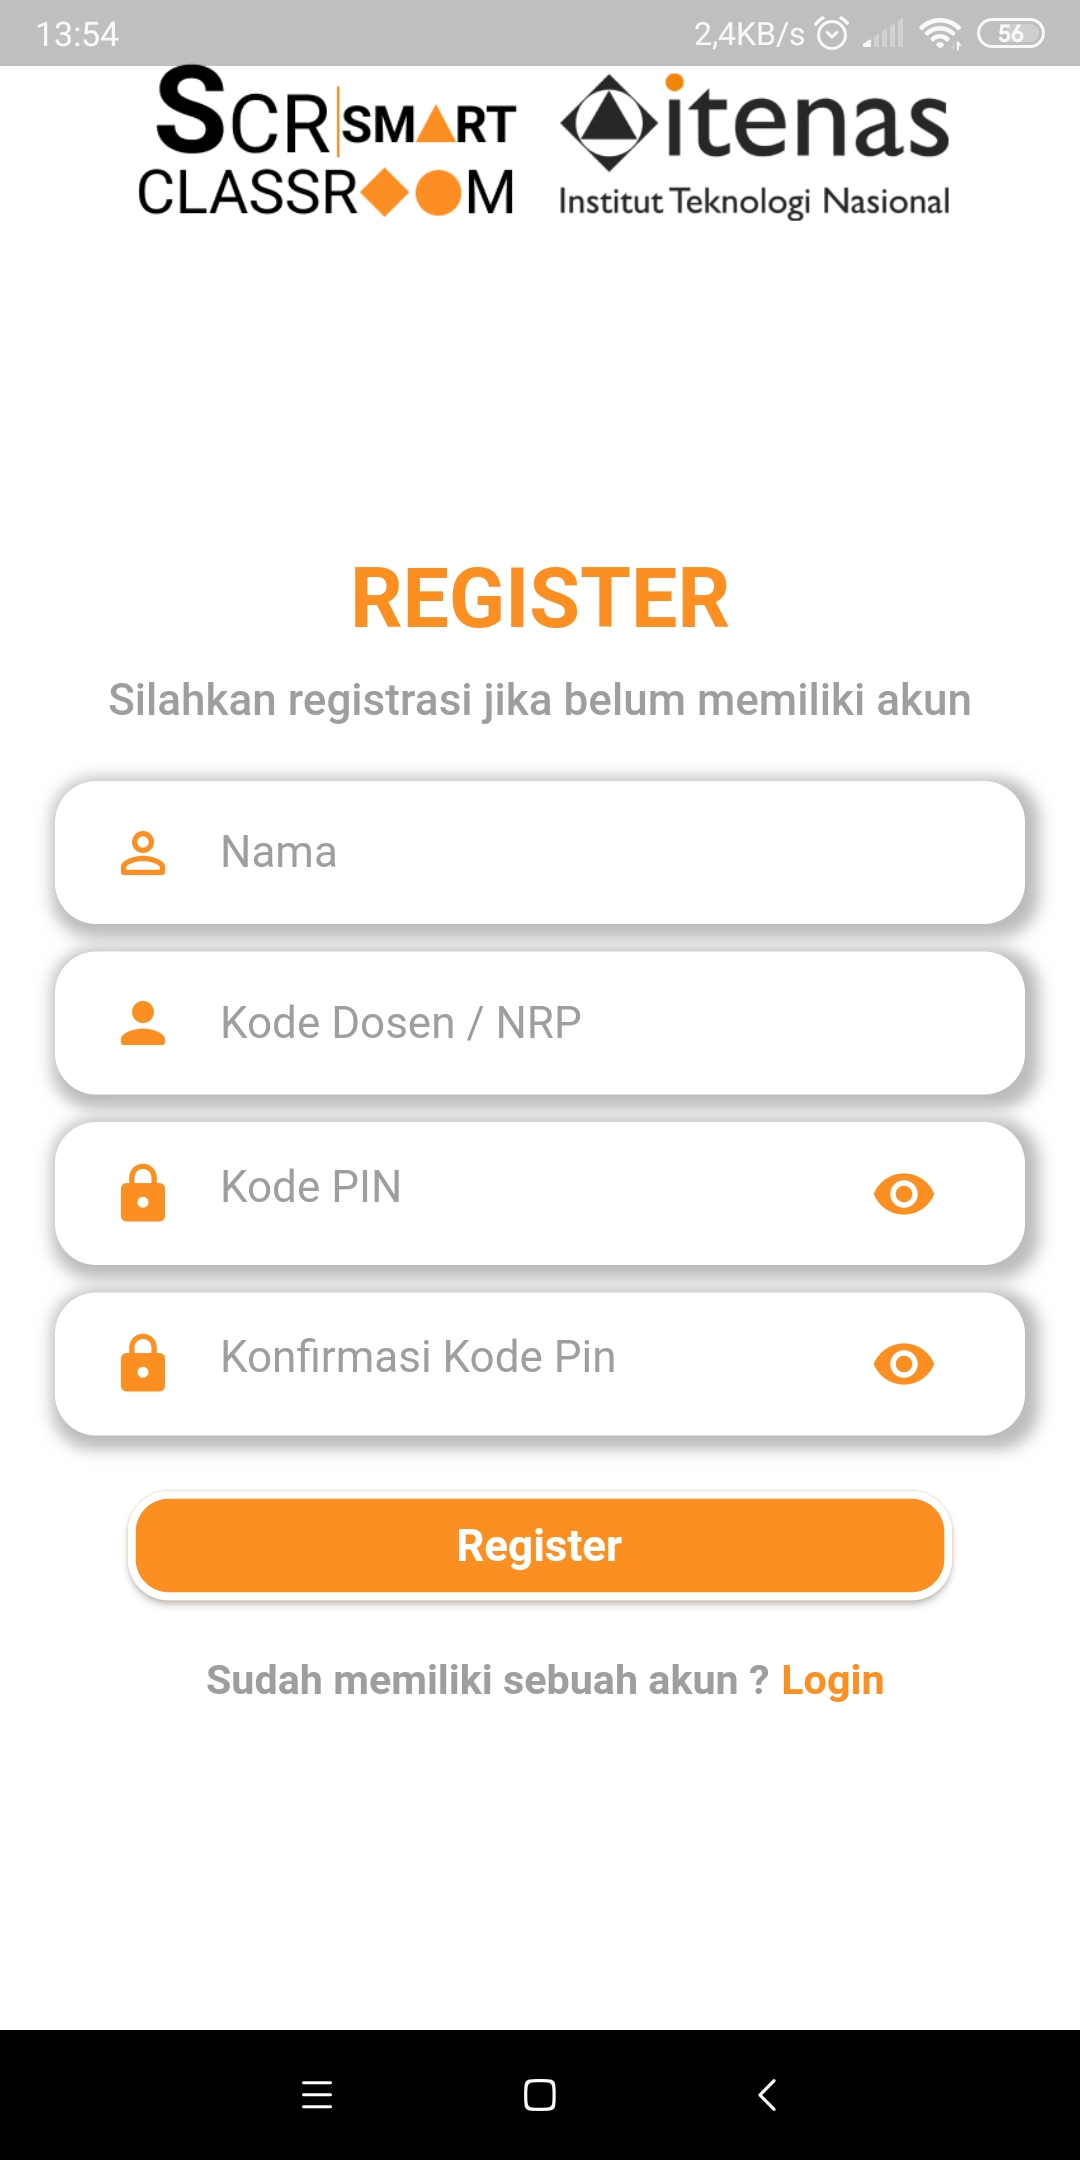 13:54 2,4KB/s 56
SCR SMART
CLASSROOM
itenas
Institut Teknologi Nasional
REGISTER
Silahkan registrasi jika belum memiliki akun
Nama
Kode Dosen / NRP
Kode PIN
Konfirmasi Kode Pin
Register
Sudah memiliki sebuah akun ? Login